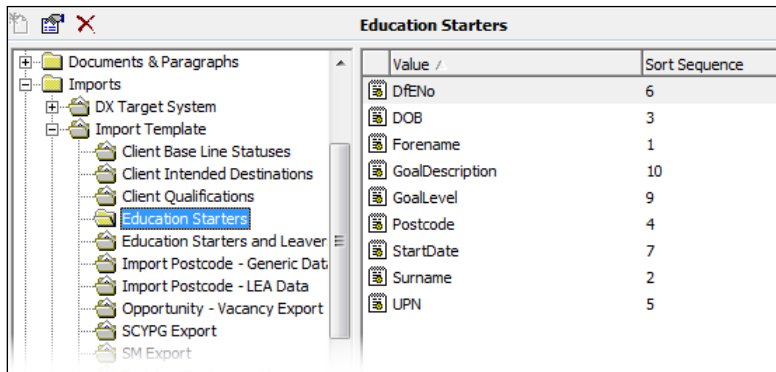 Education Starters
Documents & Paragraphs
Imports
DX Target System
Import Template
Client Base Line Statuses
Client Intended Destinations
Client Qualifications
Education Starters
Education Starters and Leaver
Import Postcode - Generic Dat
Import Postcode - LEA Data
Opportunity - Vacancy Export
SCYPG Export
SM Export
Value Sort Sequence
DfENo 6
DOB 3
Forename 1
GoalDescription 10
GoalLevel 9
Postcode 4
StartDate 7
Surname 2
UPN 5